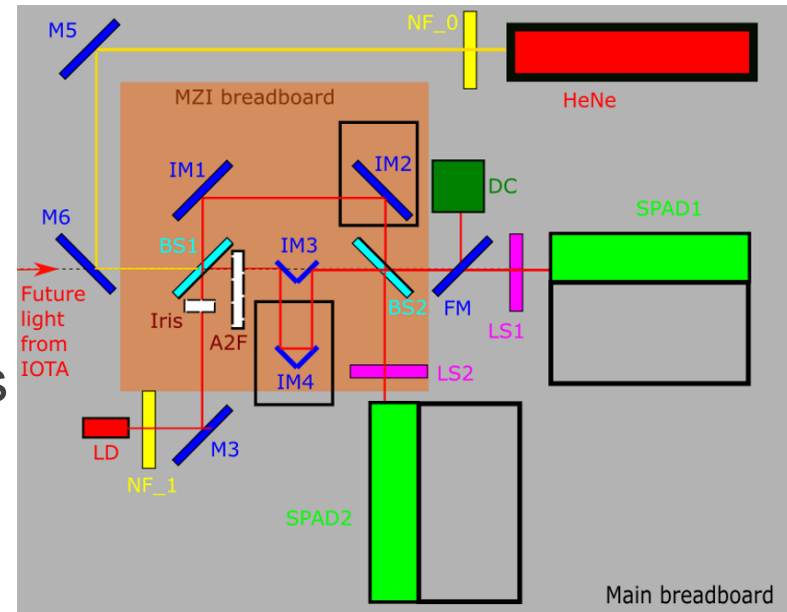 M5
NF_0
HeNe
MZI breadboard
IM1
IM2
DC
SPAD1
M6
BS1
IM3
BS2
FM
LS1
Future
light
from
IOTA
Iris
A2F
IM4
LS2
s
LD
M3
NF_1
SPAD2
Main breadboard